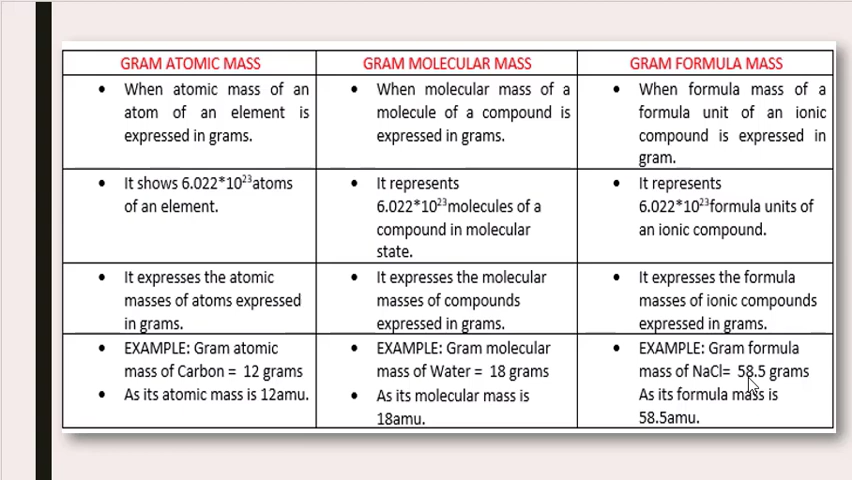 GRAM ATOMIC MASS
GRAM MOLECULAR MASS
GRAM FORMULA MASS
• When atomic mass of an
atom of an element is
expressed in grams.
• When molecular mass of a
molecule of a compound is
expressed in grams.
• When formula mass of a
formula unit of an ionic
compound is expressed in
gram.
• It shows 6.022*10²³atoms
of an element.
• It represents
6.022*10²³molecules of a
compound in molecular
state.
• It represents
6.022*10²³formula units of
an ionic compound.
• It expresses the atomic
masses of atoms expressed
in grams.
• It expresses the molecular
masses of compounds
expressed in grams.
• It expresses the formula
masses of ionic compounds
expressed in grams.
• EXAMPLE: Gram atomic
mass of Carbon = 12 grams
• As its atomic mass is 12amu.
• EXAMPLE: Gram molecular
mass of Water = 18 grams
• As its molecular mass is
18amu.
• EXAMPLE: Gram formula
mass of NaCl= 58.5 grams
As its formula mass is
58.5amu.